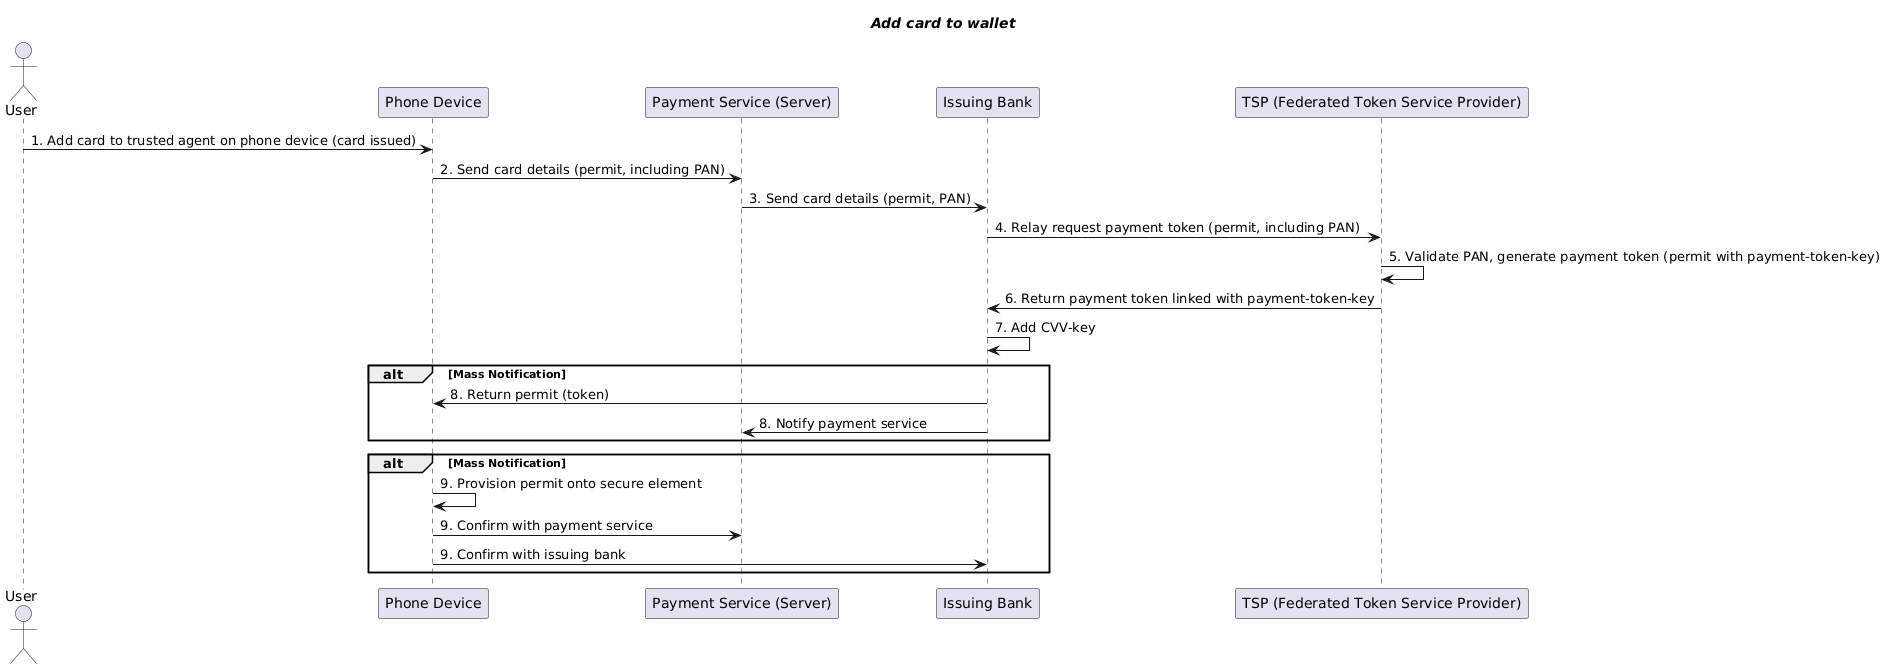 Add card to wallet
User
Phone Device
Payment Service (Server)
Issuing Bank
TSP (Federated Token Service Provider)
1. Add card to trusted agent on phone device (card issued)
2. Send card details (permit, including PAN)
3. Send card details (permit, PAN)
4. Relay request payment token (permit, including PAN)
5. Validate PAN, generate payment token (permit with payment-token-key)
6. Return payment token linked with payment-token-key
7. Add CVV-key
alt [Mass Notification]
8. Return permit (token)
8. Notify payment service
alt [Mass Notification]
9. Provision permit onto secure element
9. Confirm with payment service
9. Confirm with issuing bank
User
Phone Device
Payment Service (Server)
Issuing Bank
TSP (Federated Token Service Provider)